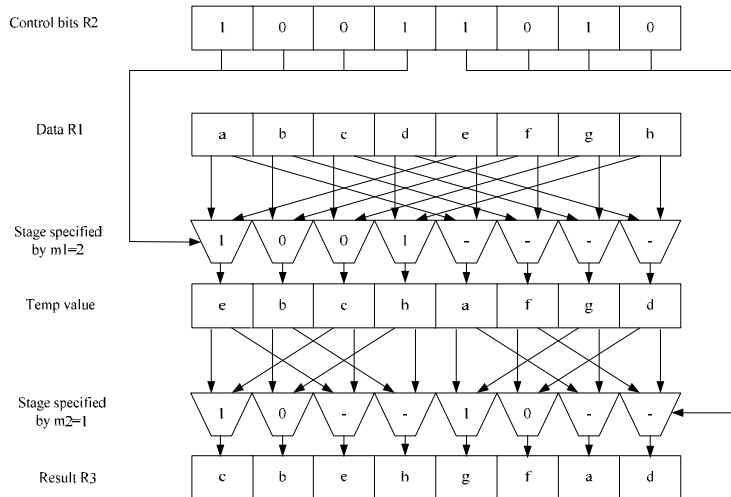 Control bits R2 1 0 0 1 1 0 1 0
Data R1 a b c d e f g h
Stage specified
by m1=2
1 0 0 1 - - - -
Temp value e b c h a f g d
Stage specified
by m2=1
1 0 - - 1 0 - -
Result R3 c b e h g f a d